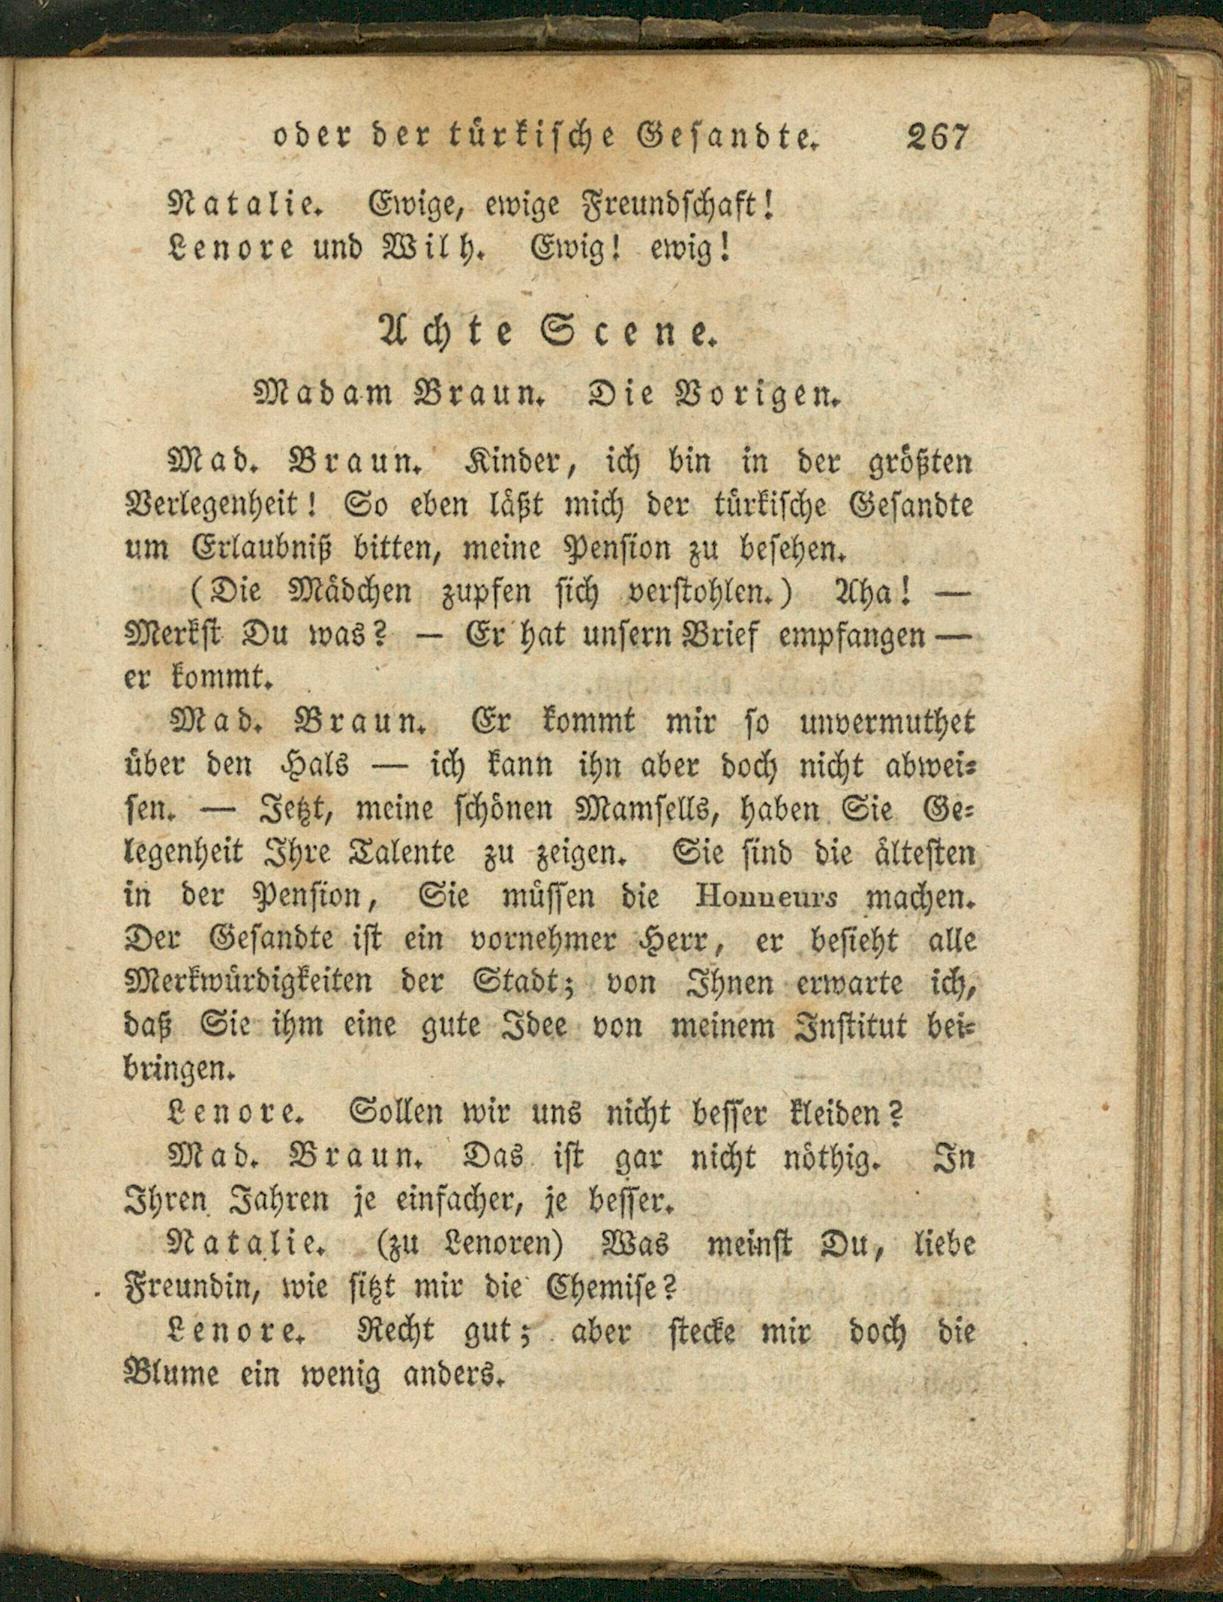 oder der türkische Gesandte. 267
Natalie. Ewige, ewige Freundschaft!
Lenore und Wilh. Ewig! ewig!
Achte Scene.
Madam Braun. Die Vorigen.
Mad. Braun. Kinder, ich bin in der größten
Verlegenheit! So eben läßt mich der türkische Gesandte
um Erlaubniß bitten, meine Pension zu besehen.
(Die Mädchen zupfen sich verstohlen.) Aha! —
Merkst Du was? — Er hat unsern Brief empfangen —
er kommt.
Mad. Braun. Er kommt mir so unvermuthet
über den Hals — ich kann ihn aber doch nicht abwei-
sen. — Jetzt, meine schönen Mamsells, haben Sie Ge-
legenheit Ihre Talente zu zeigen. Sie sind die ältesten
in der Pension, Sie müssen die Honneurs machen.
Der Gesandte ist ein vornehmer Herr, er besieht alle
Merkwürdigkeiten der Stadt; von Ihnen erwarte ich,
daß Sie ihm eine gute Idee von meinem Institut bei-
bringen.
Lenore. Sollen wir uns nicht besser kleiden?
Mad. Braun. Das ist gar nicht nöthig. In
Ihren Jahren je einfacher, je besser.
Natalie. (zu Lenoren) Was meinst Du, liebe
Freundin, wie sitzt mir die Chemise?
Lenore. Recht gut; aber stecke mir doch die
Blume ein wenig anders.